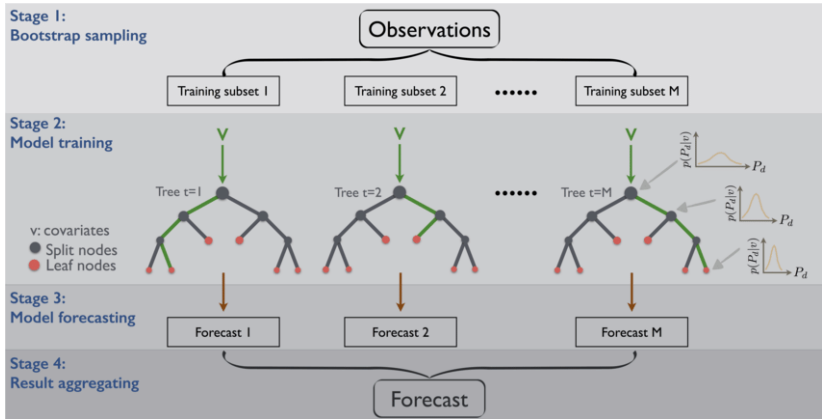 Stage 1:
Bootstrap sampling
Observations
Training subset 1
Training subset 2
......
Training subset M
Stage 2:
Model training
v
v
v
Tree t=1
Tree t=2
......
Tree t=M
p(P_d|v)
P_d
p(P_d|v)
P_d
p(P_d|v)
P_d
v: covariates
Split nodes
Leaf nodes
Stage 3:
Model forecasting
Forecast 1
Forecast 2
Forecast M
Stage 4:
Result aggregating
Forecast